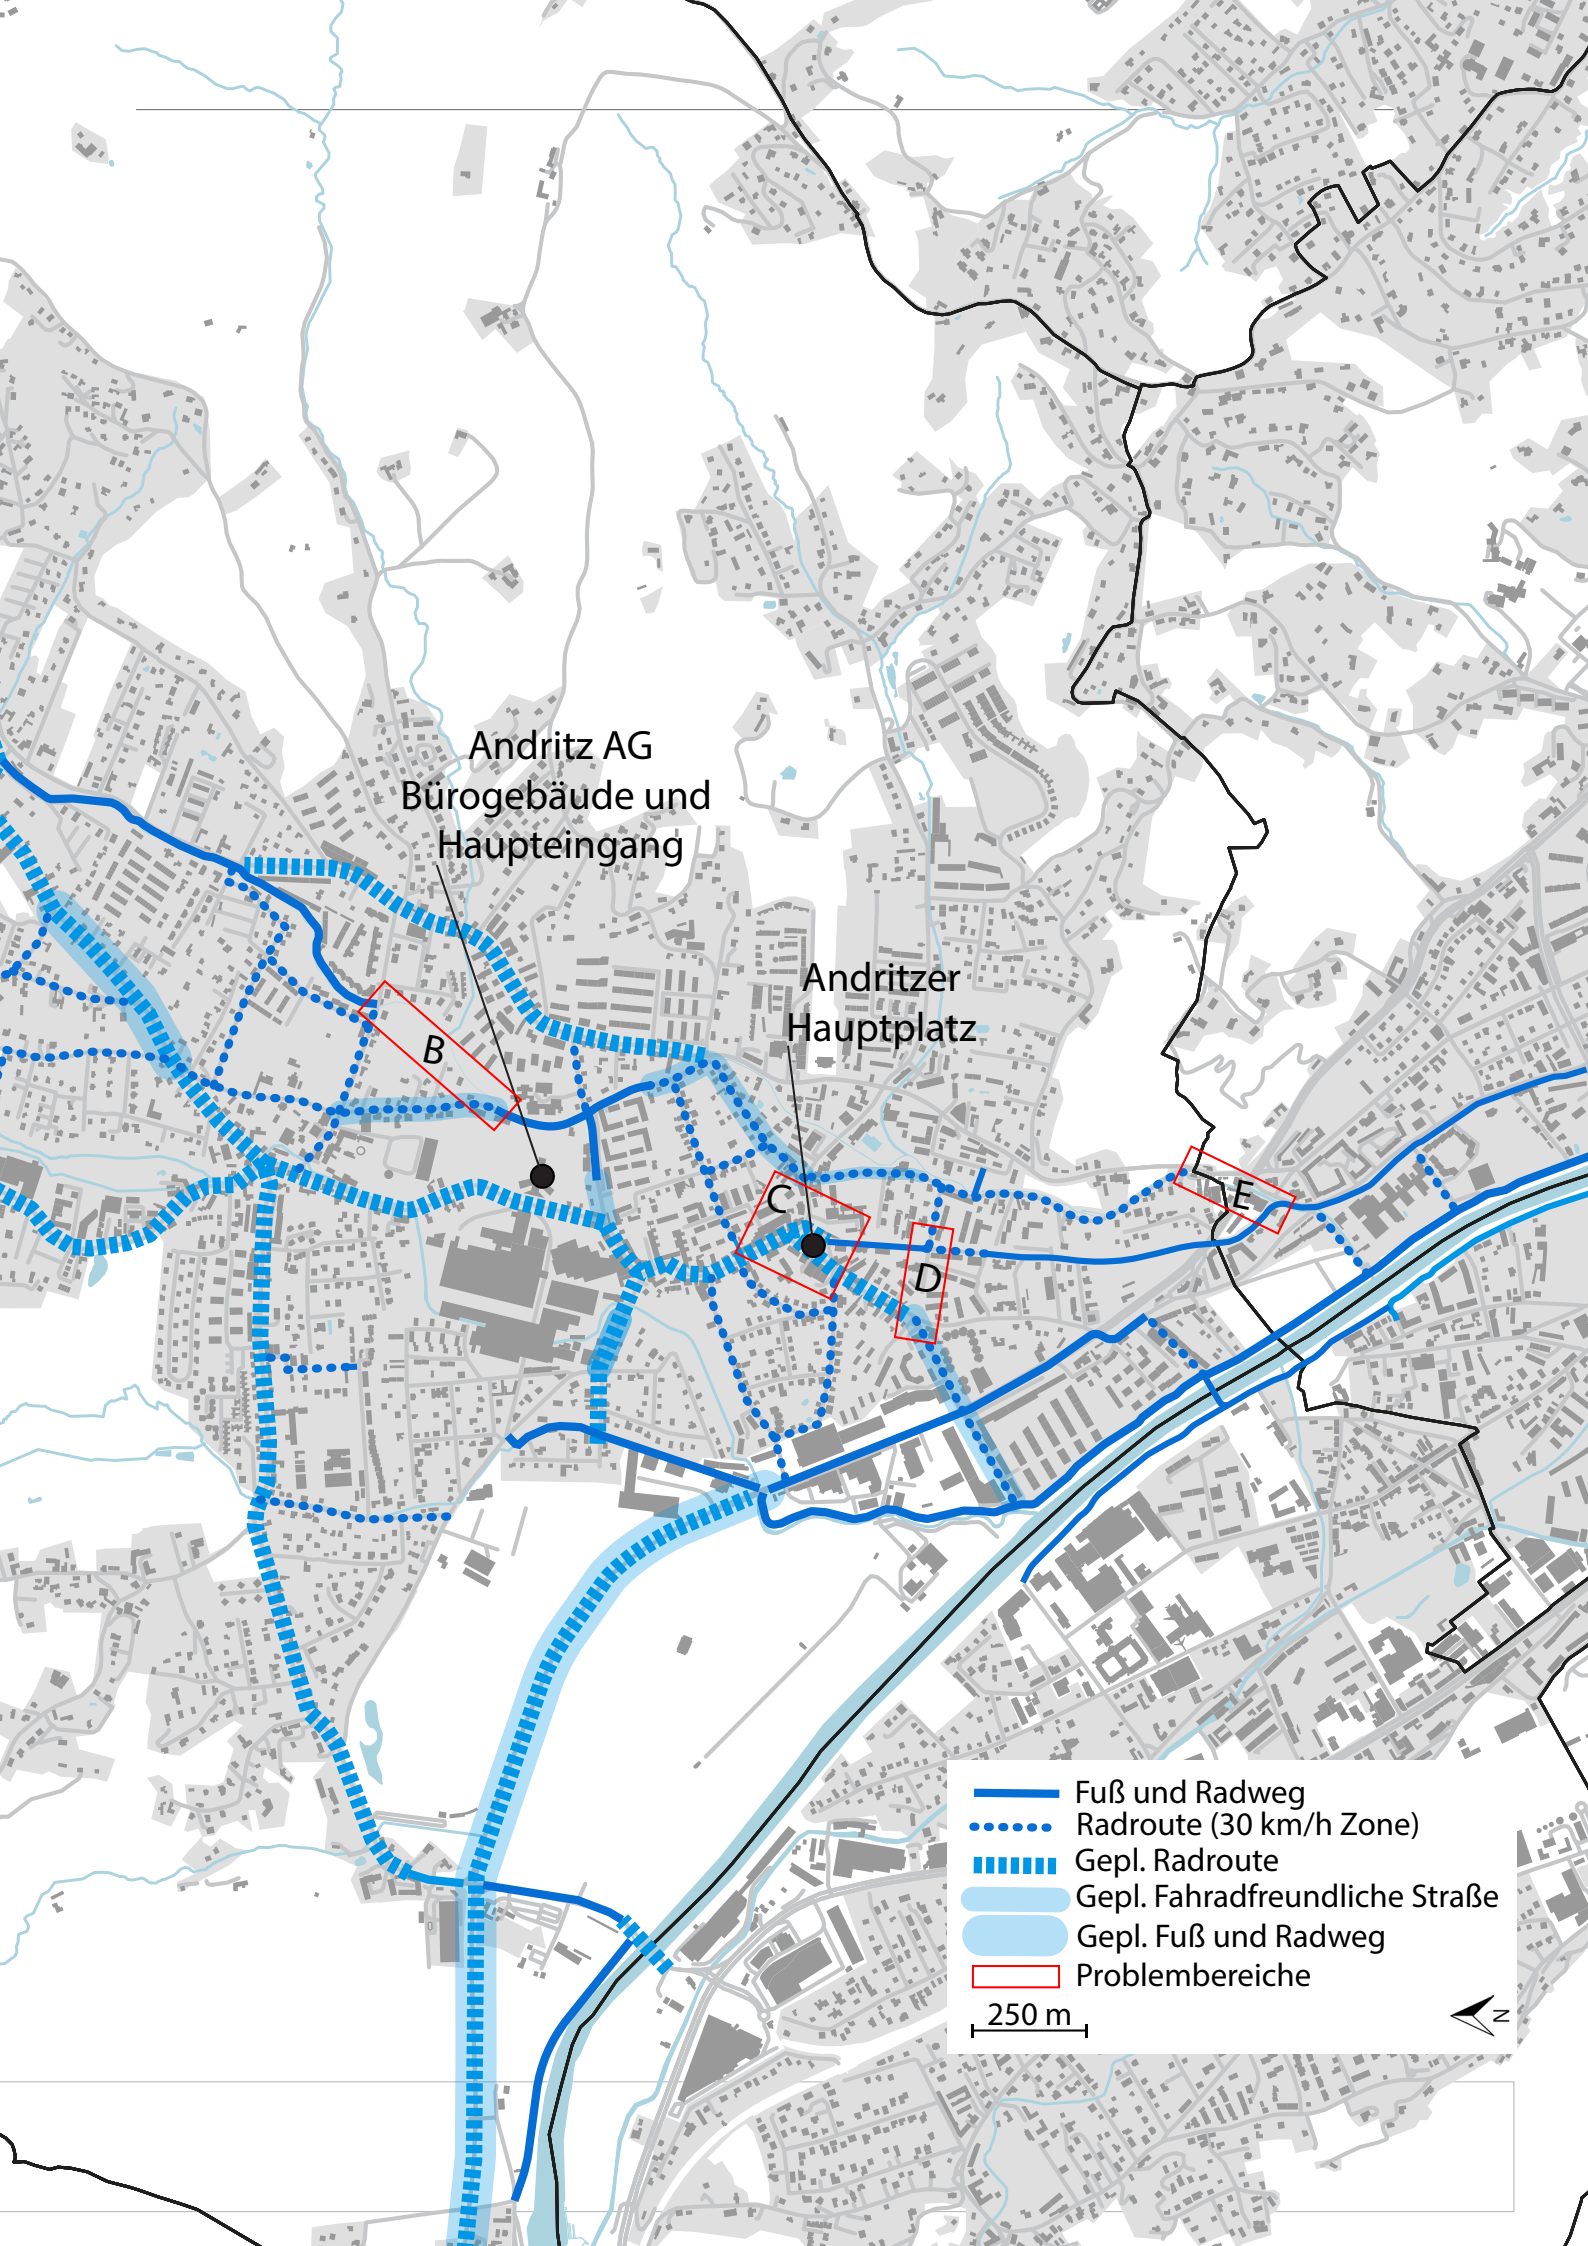 Andritz AG
Bürogebäude und
Haupteingang
Andritzer
Hauptplatz
B
C
D
E
Fuß und Radweg
Radroute (30 km/h Zone)
Gepl. Radroute
Gepl. Fahradfreundliche Straße
Gepl. Fuß und Radweg
Problembereiche
250 m
N